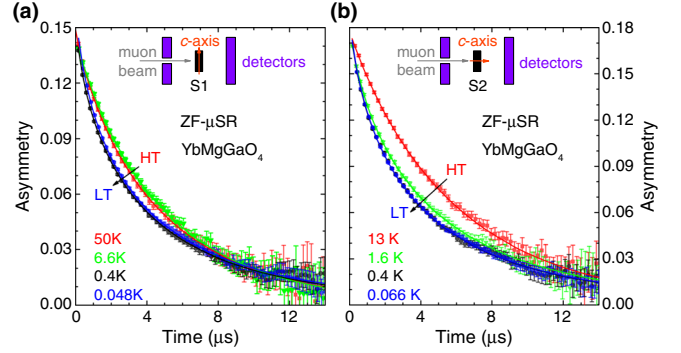 (a)
Asymmetry
0.15
0.12
0.09
0.06
0.03
0.00
muon
beam
c-axis
S1
detectors
ZF-μSR
YbMgGaO4
HT
LT
50K
6.6K
0.4K
0.048K
0 4 8 12
Time (μs)
(b)
muon
beam
c-axis
S2
detectors
ZF-μSR
YbMgGaO4
HT
LT
13 K
1.6 K
0.4 K
0.066 K
0 4 8 12
Time (μs)
0.18
0.15
0.12
0.09
0.06
0.03
0.00
Asymmetry